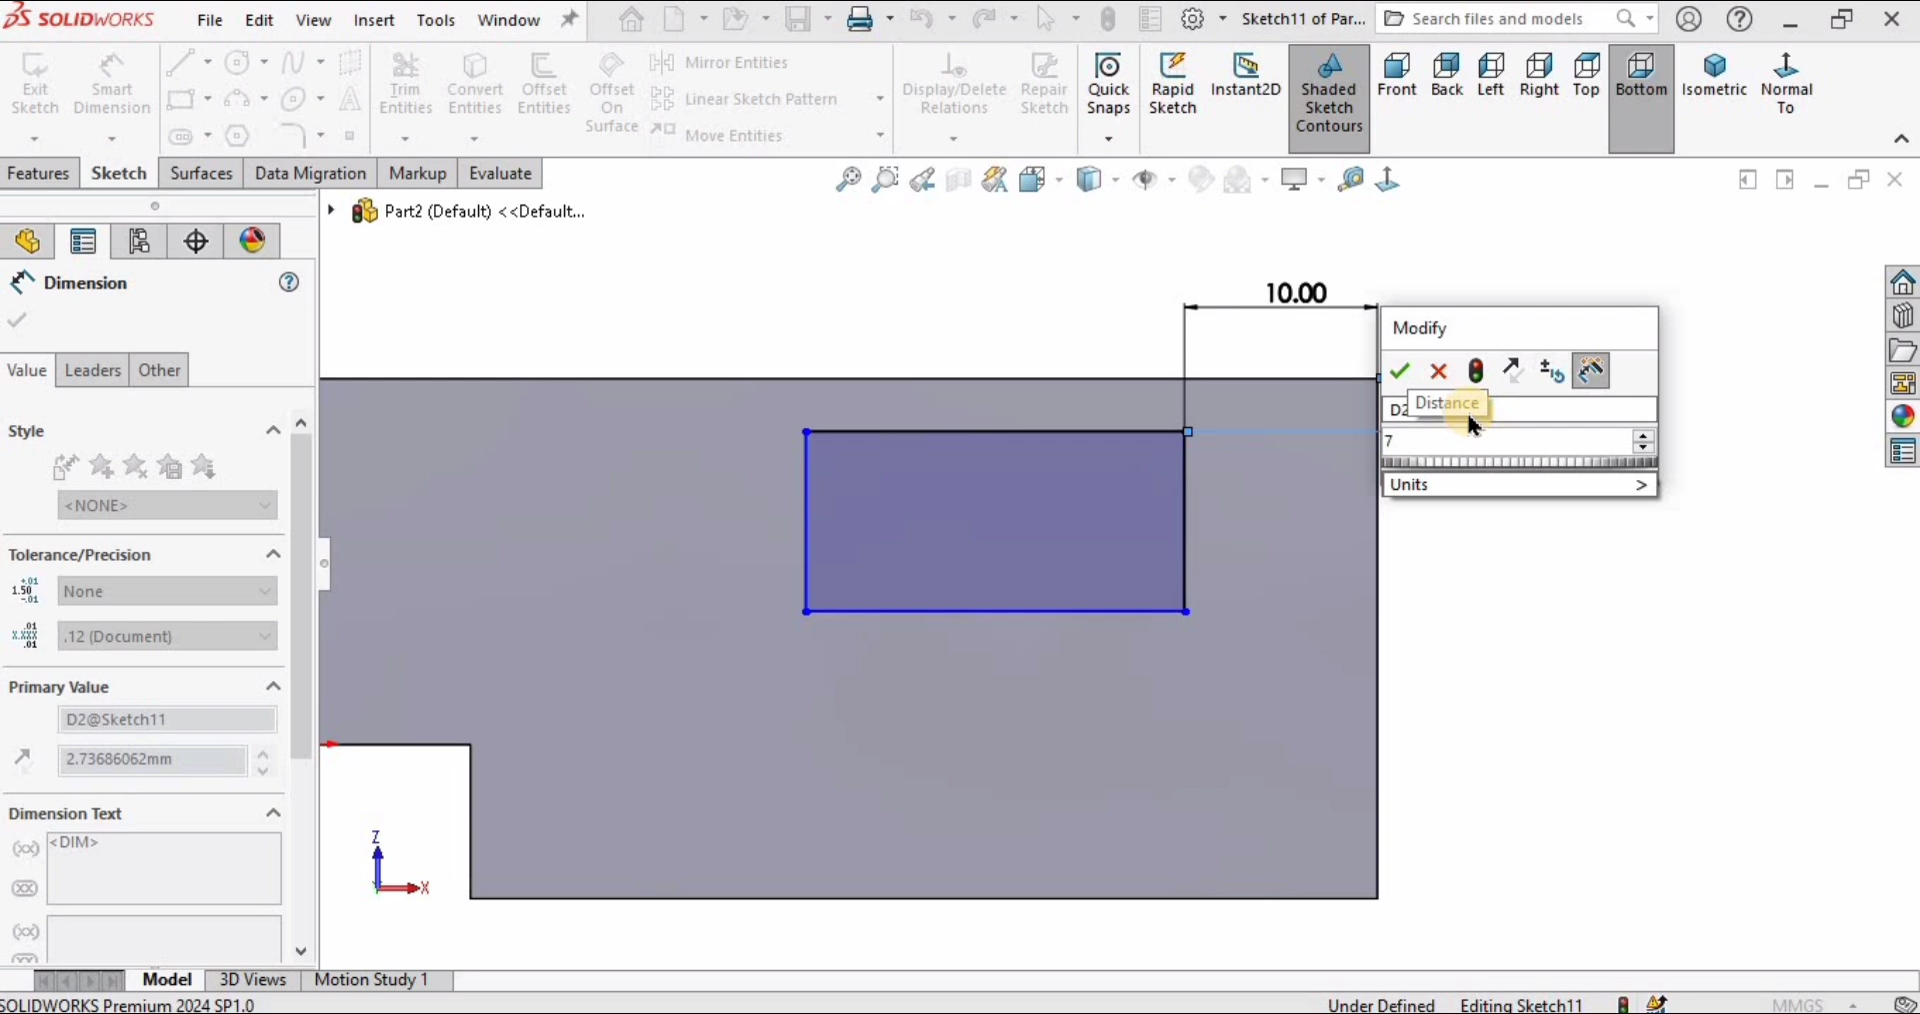 SOLIDWORKS File Edit View Insert Tools Window Sketch11 of Par... Search files and models
Exit Sketch
Smart Dimension
Trim Entities
Convert Entities
Offset Entities
Offset On Surface
Mirror Entities
Linear Sketch Pattern
Move Entities
Display/Delete Relations
Repair Sketch
Quick Snaps
Rapid Sketch
Instant2D
Shaded Sketch Contours
Front
Back
Left
Right
Top
Bottom
Isometric
Normal To
Features Sketch Surfaces Data Migration Markup Evaluate
Part2 (Default) <<Default...
Dimension
Value Leaders Other
Style
<NONE>
Tolerance/Precision
None
.12 (Document)
Primary Value
D2@Sketch11
2.73686062mm
Dimension Text
<DIM>
10.00
Modify
D2
Distance
7
Units >
Z
X
Model 3D Views Motion Study 1
SOLIDWORKS Premium 2024 SP1.0 Under Defined Editing Sketch11 MMGS